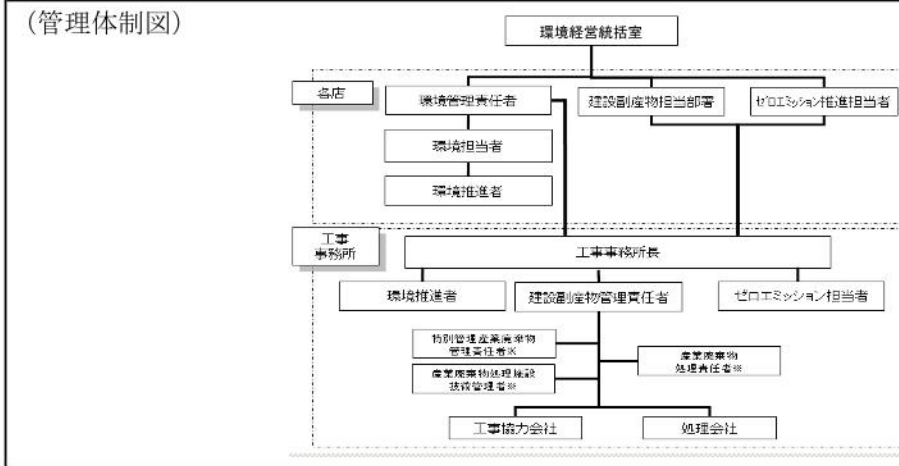 （管理体制図）
環境経営統括室
各店
環境管理責任者
建設副産物担当部署
ゼロエミッション推進担当者
環境担当者
環境推進者
工事
事務所
工事事務所長
環境推進者
建設副産物管理責任者
ゼロエミッション担当者
特別管理産業廃棄物
管理責任者※
産業廃棄物
処理責任者※
産業廃棄物処理施設
技術管理者※
工事協力会社
処理会社